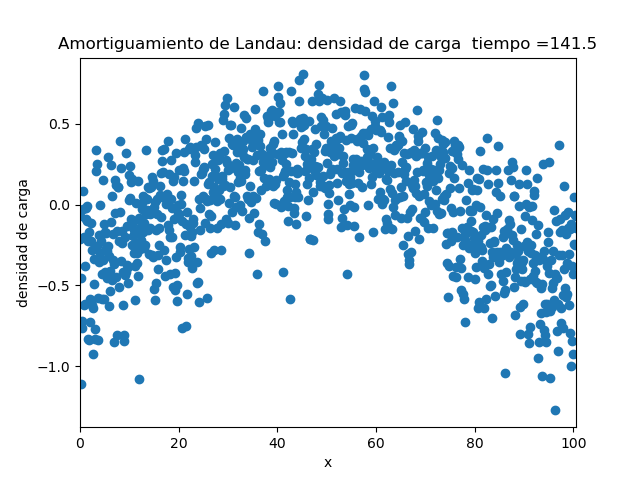 Amortiguamiento de Landau: densidad de carga  tiempo =141.5
densidad de carga
0.5
0.0
−0.5
−1.0
0 20 40 60 80 100
x